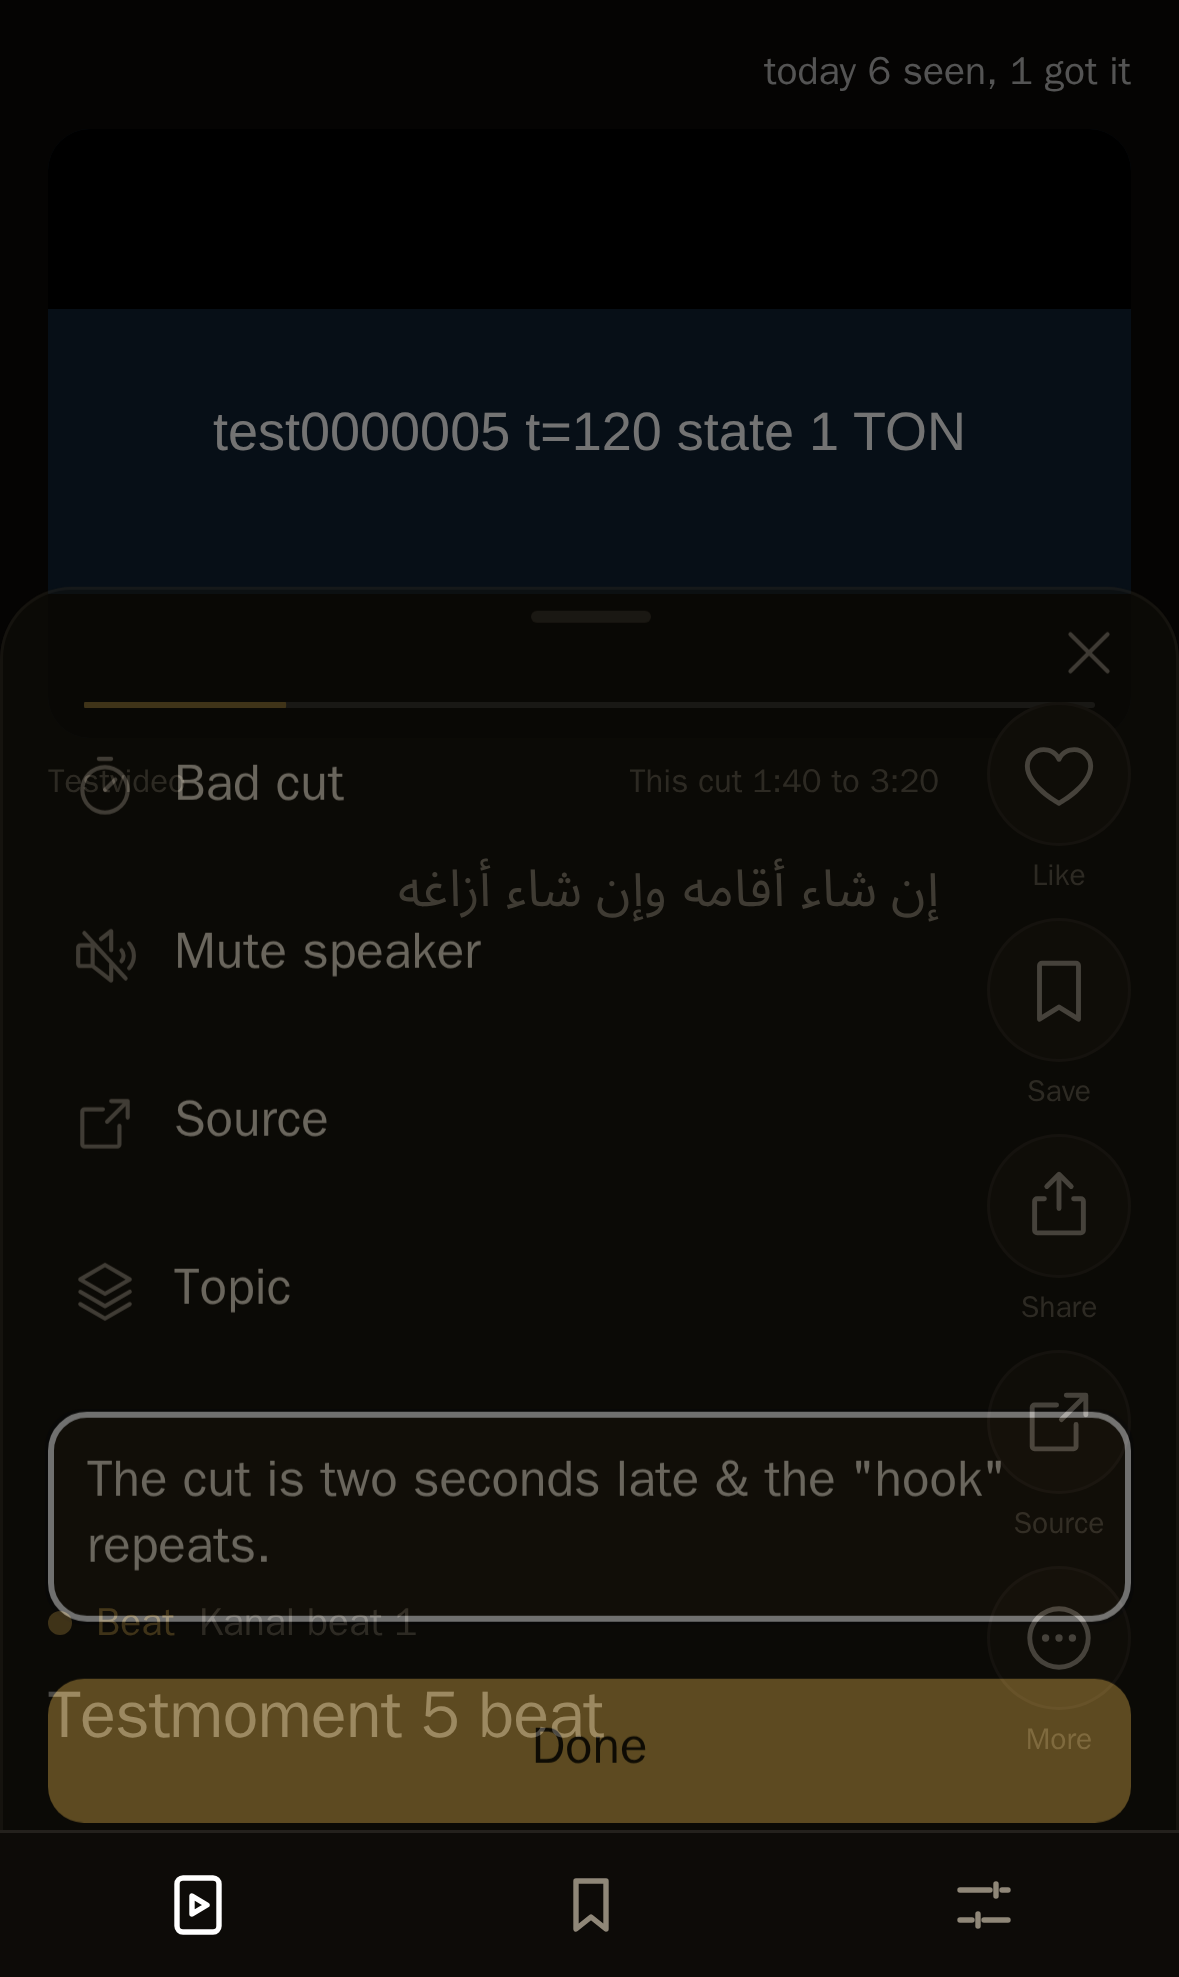 today 6 seen, 1 got it
test0000005 t=120 state 1 TON
Testvideo
Bad cut
This cut 1:40 to 3:20
Like
إن شاء أقامه وإن شاء أزاغه
Mute speaker
Save
Source
Topic
Share
The cut is two seconds late & the "hook"
repeats.
Source
Beat Kanal beat 1
Testmoment 5 beat
Done
More